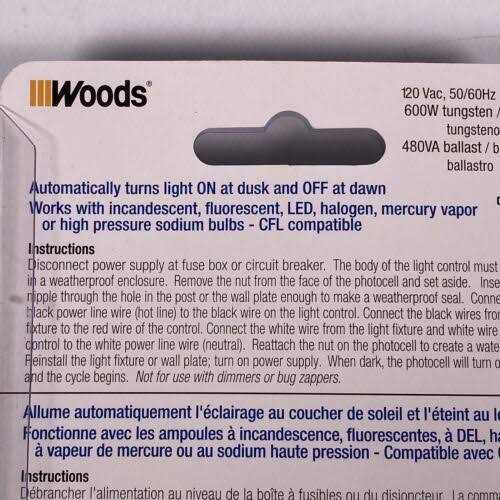 Woods®
120 Vac, 50/60Hz
600W tungsten /
tungsteno
480VA ballast / b
ballastro
Automatically turns light ON at dusk and OFF at dawn
Works with incandescent, fluorescent, LED, halogen, mercury vapor
or high pressure sodium bulbs - CFL compatible
Instructions
Disconnect power supply at fuse box or circuit breaker. The body of the light control must
in a weatherproof enclosure. Remove the nut from the face of the photocell and set aside. Inse
nipple through the hole in the post or the wall plate enough to make a weatherproof seal. Conne
black power line wire (hot line) to the black wire on the light control. Connect the black wires fro
fixture to the red wire of the control. Connect the white wire from the light fixture and white wire
control to the white power line wire (neutral). Reattach the nut on the photocell to create a wate
Reinstall the light fixture or wall plate; turn on power supply. When dark, the photocell will turn o
and the cycle begins. Not for use with dimmers or bug zappers.
Allume automatiquement l'éclairage au coucher de soleil et l'éteint au l
Fonctionne avec les ampoules à incandescence, fluorescentes, à DEL, ha
à vapeur de mercure ou au sodium haute pression - Compatible avec
Instructions
Débrancher l'alimentation au niveau de la boîte à fusibles ou du disjoncteur. La comm